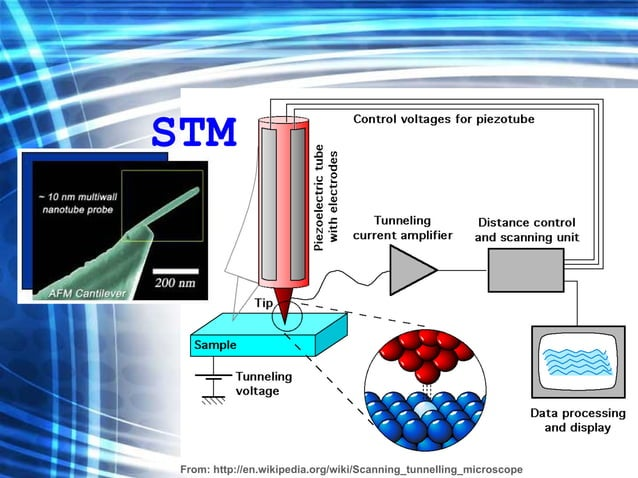 STM
~ 10 nm multiwall
nanotube probe
200 nm
AFM Cantilever
Control voltages for piezotube
Piezoelectric tube
with electrodes
Tunneling
current amplifier
Distance control
and scanning unit
Tip
Sample
Tunneling
voltage
Data processing
and display
From: http://en.wikipedia.org/wiki/Scanning_tunnelling_microscope